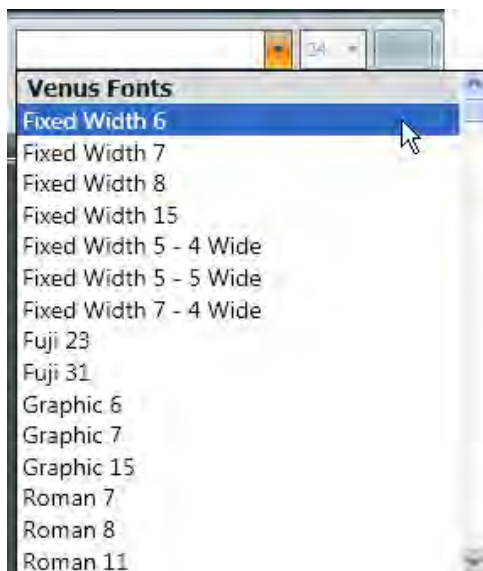 24
Venus Fonts
Fixed Width 6
Fixed Width 7
Fixed Width 8
Fixed Width 15
Fixed Width 5 - 4 Wide
Fixed Width 5 - 5 Wide
Fixed Width 7 - 4 Wide
Fuji 23
Fuji 31
Graphic 6
Graphic 7
Graphic 15
Roman 7
Roman 8
Roman 11